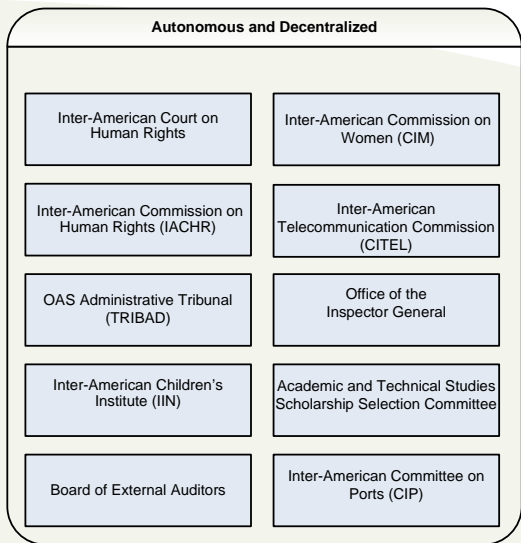 Autonomous and Decentralized
Inter-American Court on
Human Rights
Inter-American Commission on
Women (CIM)
Inter-American Commission on
Human Rights (IACHR)
Inter-American
Telecommunication Commission
(CITEL)
OAS Administrative Tribunal
(TRIBAD)
Office of the
Inspector General
Inter-American Children's
Institute (IIN)
Academic and Technical Studies
Scholarship Selection Committee
Board of External Auditors
Inter-American Committee on
Ports (CIP)